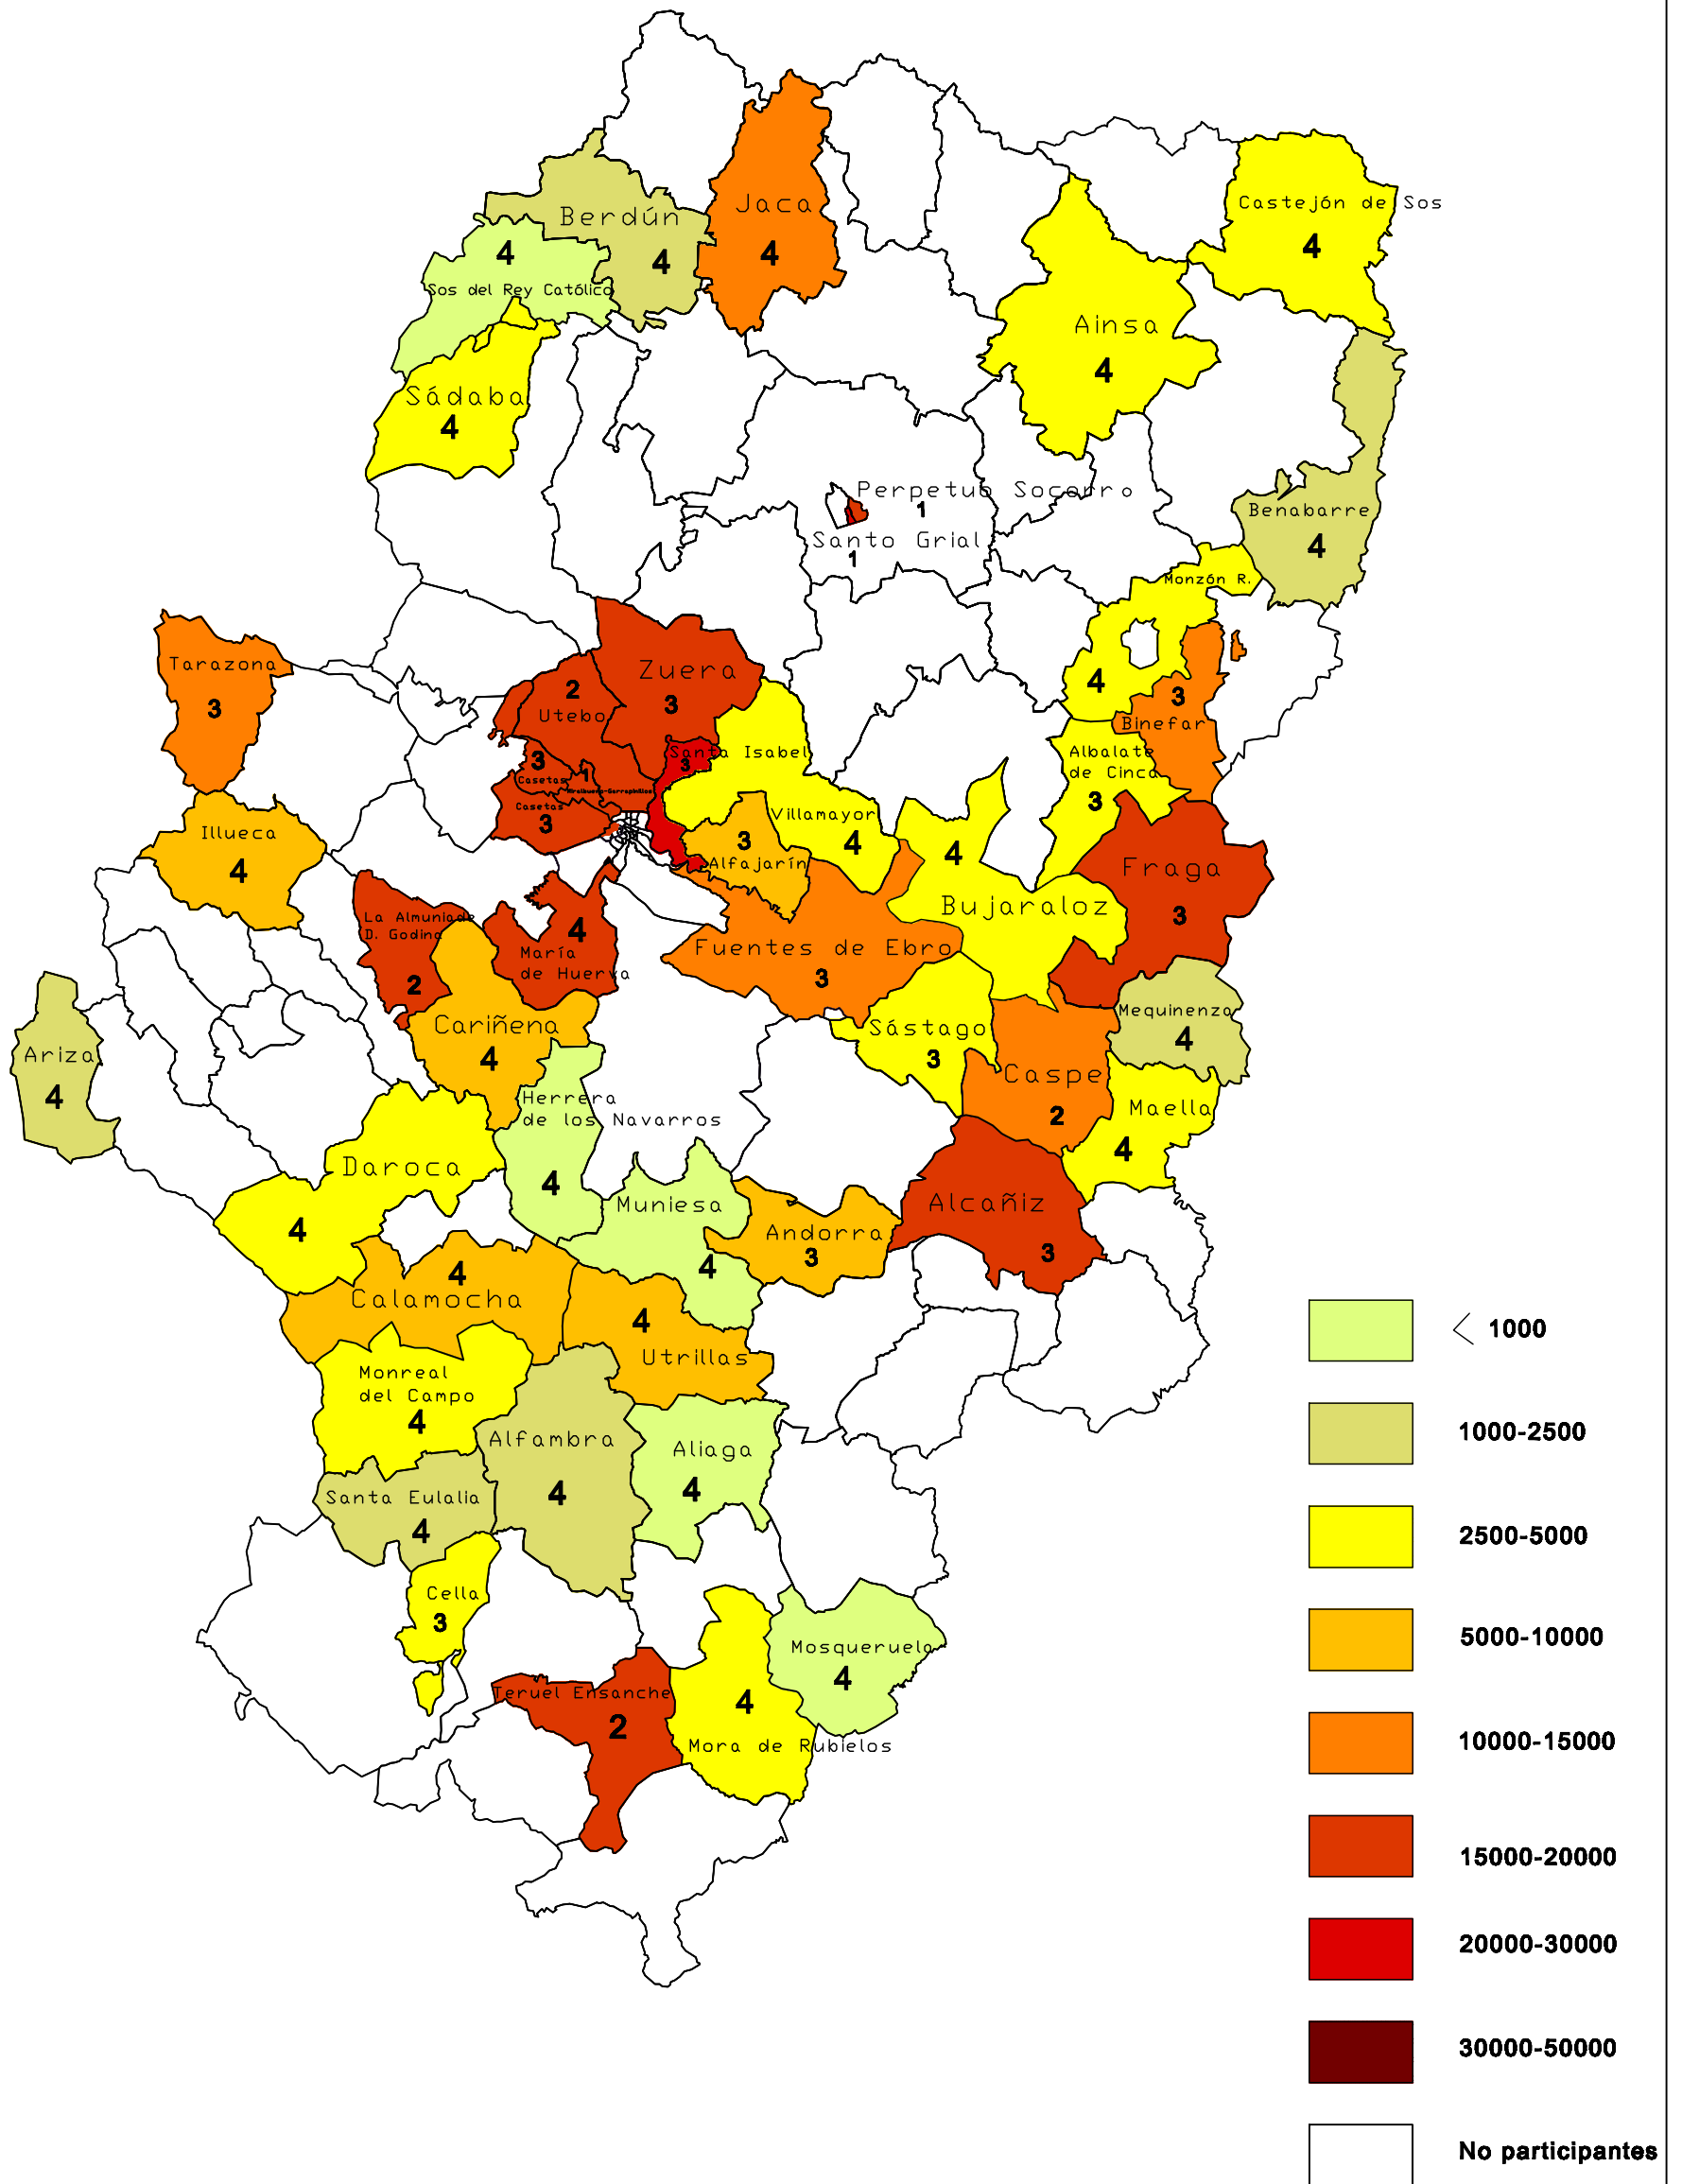 Jaca
4
Castejón de Sos
4
Berdún
4
4
Sos del Rey Católico
Ainsa
4
Sádaba
4
Perpetuo Socorro
1
Santo Grial
1
Benabarre
4
Monzón R.
4
Tarazona
3
Zuera
3
2
Utebo
3
Binefar
Santa Isabel
3
3
Casetas
1
Miralbueno-Garrapinillos
Casetas
3
Albalate
de Cinca
3
Villamayor
4
3
Alfajarín
Illueca
4
4
Bujaraloz
Fraga
3
La Almunia de
D. Godina
2
4
María
de Huerva
Fuentes de Ebro
3
Cariñena
4
Sástago
3
Mequinenza
4
Ariza
4
Caspe
2
Herrera
de los Navarros
4
Maella
4
Daroca
4
Muniesa
4
Alcañiz
3
Andorra
3
4
Calamocha
4
Utrillas
Monreal
del Campo
4
Alfambra
4
Aliaga
4
Santa Eulalia
4
Cella
3
Mosqueruela
4
Teruel Ensanche
2
4
Mora de Rubielos
< 1000
1000-2500
2500-5000
5000-10000
10000-15000
15000-20000
20000-30000
30000-50000
No participantes